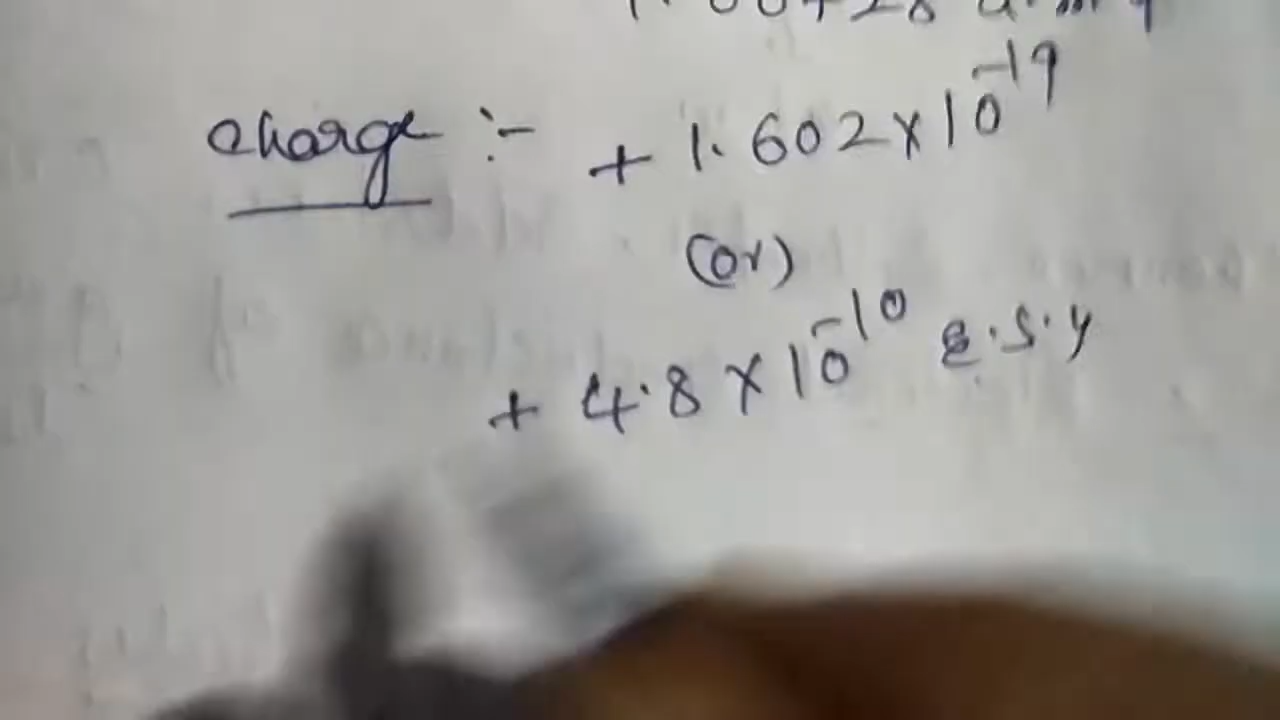 charge :- + 1.602×10⁻¹⁹
(or)
+ 4.8 × 10⁻¹⁰ e.s.u